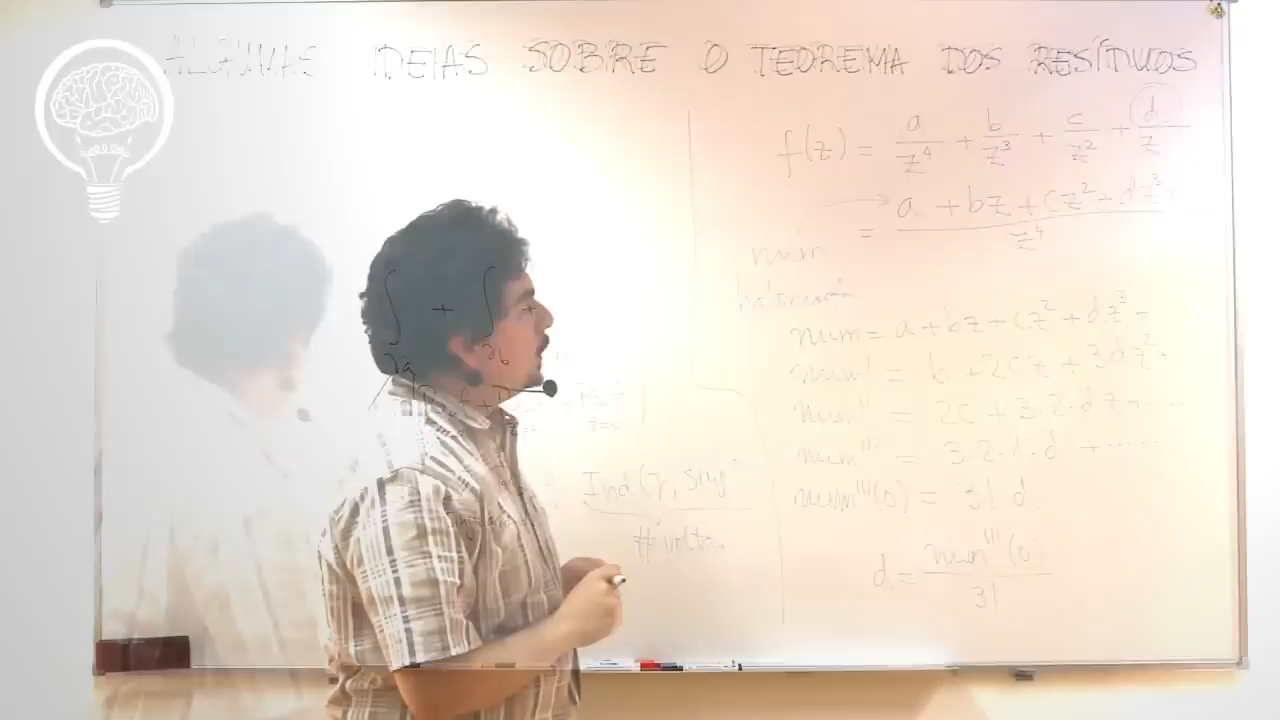 ALGUMAS IDEIAS SOBRE O TEOREMA DOS RESÍDUOS
f(z) = a/z⁴ + b/z³ + c/z² + d/z
= (a + bz + cz² + dz³ + / z⁴
num
∫γa + ∫γb
num = a + bz + cz² + dz³ +
num' = b + 2cz + 3dz² +
num'' = 2c + 3·2·dz + ...
num''' = 3·2·1·d + ......
Ind(γ, sing
num'''(0) = 3! d
# voltas
d = num'''(0) / 3!